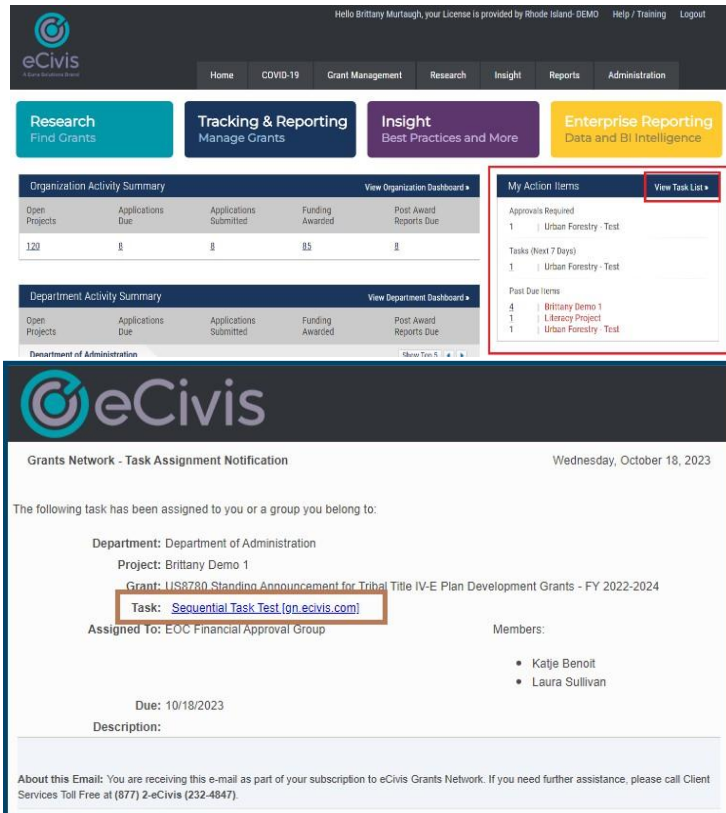 Hello Brittany Murtaugh, your License is provided by Rhode Island- DEMO Help / Training Logout
eCivis
Home COVID-19 Grant Management Research Insight Reports Administration
Research
Find Grants
Tracking & Reporting
Manage Grants
Insight
Best Practices and More
Enterprise Reporting
Data and BI Intelligence
Organization Activity Summary View Organization Dashboard »
Open Projects Applications Due Applications Submitted Funding Awarded Post Award Reports Due
120 8 8 85 8
Department Activity Summary View Department Dashboard »
Open Projects Applications Due Applications Submitted Funding Awarded Post Award Reports Due
Department of Administration Show Top 5
My Action Items View Task List »
Approvals Required
1 | Urban Forestry - Test
Tasks (Next 7 Days)
1 | Urban Forestry - Test
Past Due Items
4 | Brittany Demo 1
1 | Literacy Project
1 | Urban Forestry - Test
eCivis
Grants Network - Task Assignment Notification Wednesday, October 18, 2023
The following task has been assigned to you or a group you belong to:
Department: Department of Administration
Project: Brittany Demo 1
Grant: US8780 Standing Announcement for Tribal Title IV-E Plan Development Grants - FY 2022-2024
Task: Sequential Task Test [gn.ecivis.com]
Assigned To: EOC Financial Approval Group Members:
• Katje Benoit
• Laura Sullivan
Due: 10/18/2023
Description:
About this Email: You are receiving this e-mail as part of your subscription to eCivis Grants Network. If you need further assistance, please call Client
Services Toll Free at (877) 2-eCivis (232-4847).